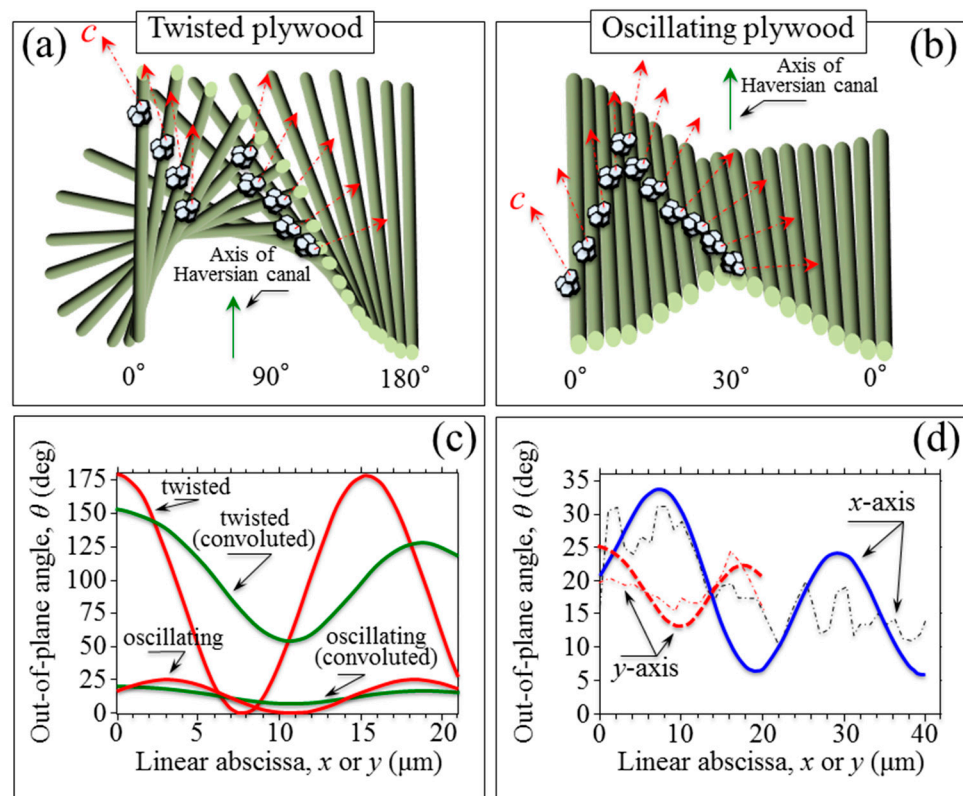 Twisted plywood
(a)
c
Axis of
Haversian canal
0°
90°
180°
Oscillating plywood
(b)
Axis of
Haversian canal
c
0°
30°
0°
(c)
Out-of-plane angle, θ (deg)
175
150
125
100
75
50
25
0
twisted
twisted
(convoluted)
oscillating
oscillating
(convoluted)
0
5
10
15
20
Linear abscissa, x or y (μm)
(d)
Out-of-plane angle, θ (deg)
35
30
25
20
15
10
5
0
x-axis
y-axis
0
10
20
30
40
Linear abscissa, x or y (μm)